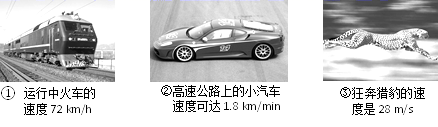 ① 运行中火车的
速度 72 km/h
②高速公路上的小汽车
速度可达 1.8 km/min
③狂奔猎豹的速
度是 28 m/s